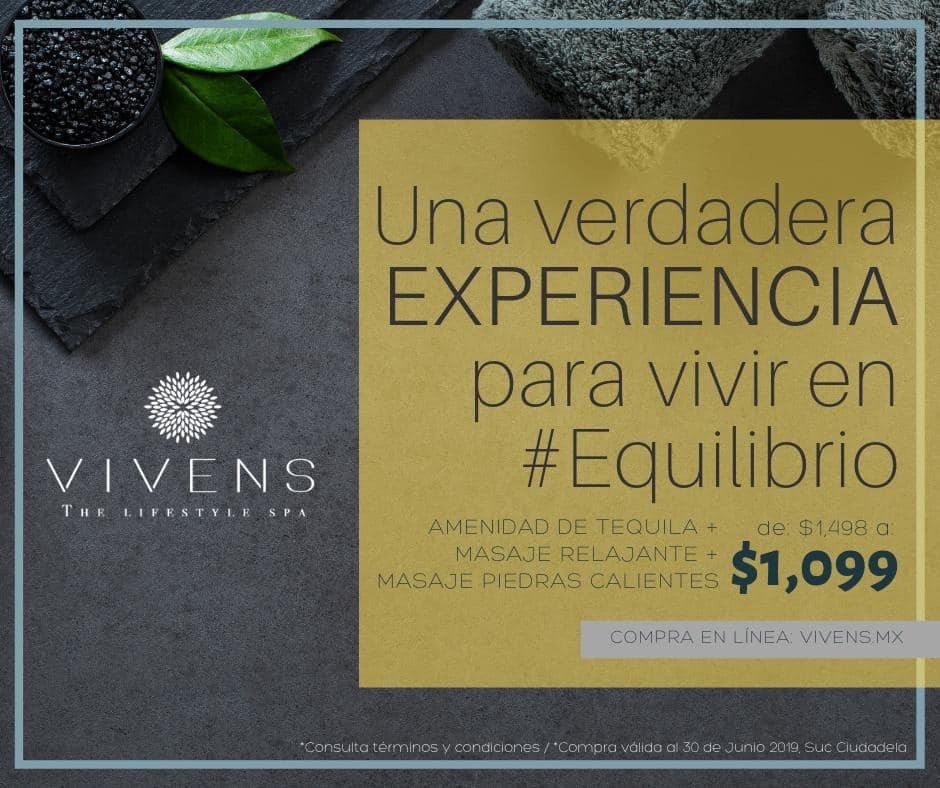 Una verdadera
EXPERIENCIA
para vivir en
#Equilibrio
VIVENS
THE LIFESTYLE SPA
AMENIDAD DE TEQUILA +
MASAJE RELAJANTE +
MASAJE PIEDRAS CALIENTES
de: $1,498 a:
$1,099
COMPRA EN LÍNEA: VIVENS.MX
*Consulta términos y condiciones / *Compra válida al 30 de Junio 2019, Suc Ciudadela